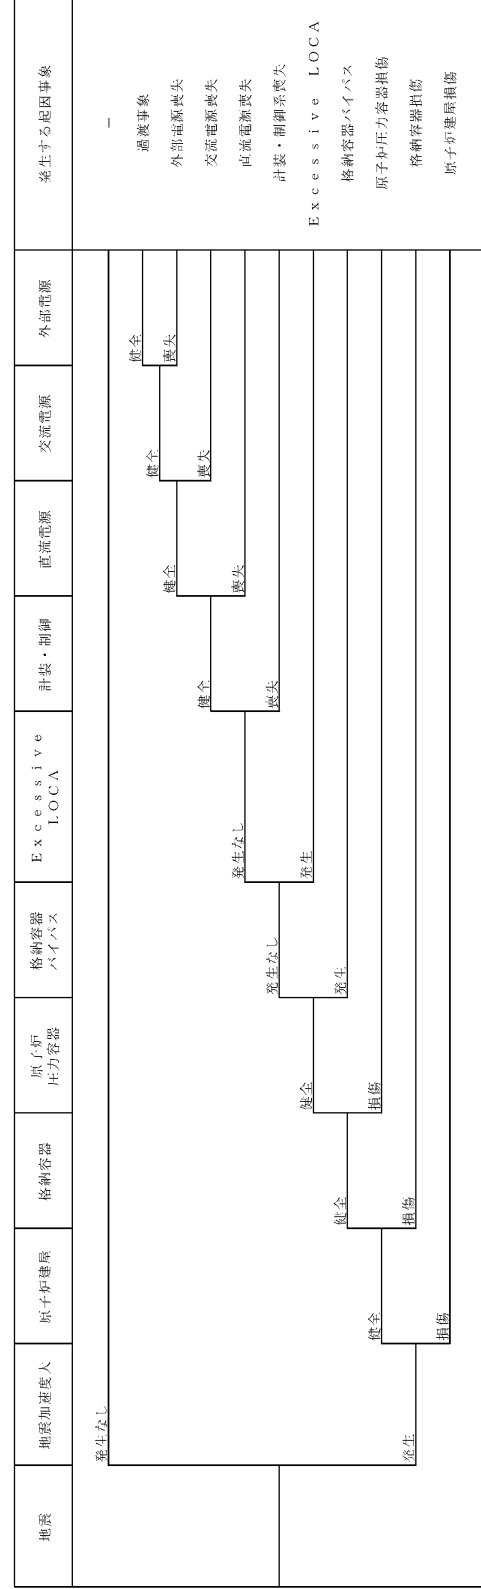 地震
地震加速度大
原子炉建屋
格納容器
原子炉
圧力容器
格納容器
バイパス
Excessive
LOCA
計装・制御
直流電源
交流電源
外部電源
発生する起因事象
発生なし
－
健全
過渡事象
喪失
外部電源喪失
健全
喪失
交流電源喪失
健全
喪失
直流電源喪失
健全
喪失
計装・制御系喪失
発生なし
発生
Excessive LOCA
発生なし
発生
格納容器バイパス
健全
損傷
原子炉圧力容器損傷
健全
損傷
格納容器損傷
健全
発生
損傷
原子炉建屋損傷